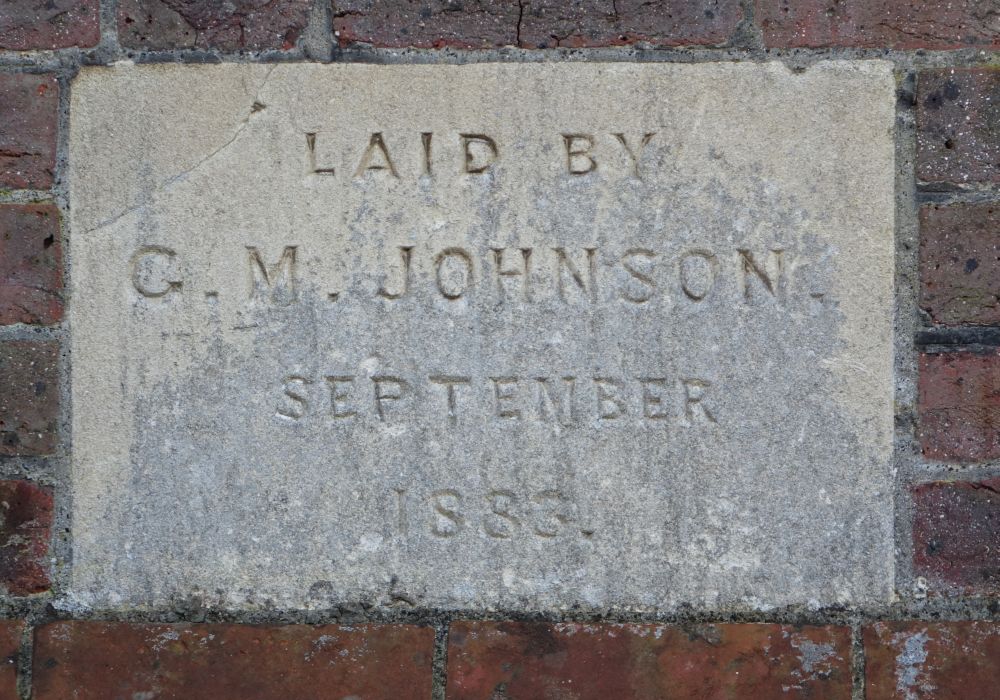 LAID BY
G. M. JOHNSON.
SEPTEMBER
1883.